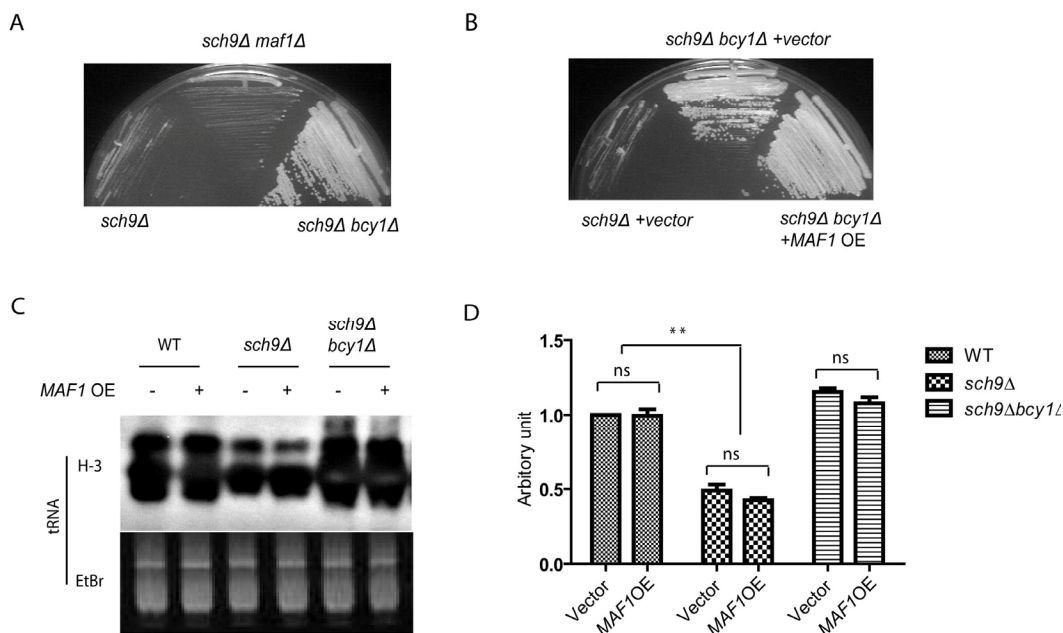 A
sch9Δ maf1Δ
sch9Δ
sch9Δ bcy1Δ
B
sch9Δ bcy1Δ +vector
sch9Δ +vector
sch9Δ bcy1Δ
+MAF1 OE
C
WT
sch9Δ
sch9Δ
bcy1Δ
MAF1 OE
- + - + - +
tRNA
H-3
EtBr
D
Arbitory unit
1.5
1.0
0.5
0.0
ns
**
ns
ns
Vector
MAF1OE
Vector
MAF1OE
Vector
MAF1OE
WT
sch9Δ
sch9Δbcy1Δ